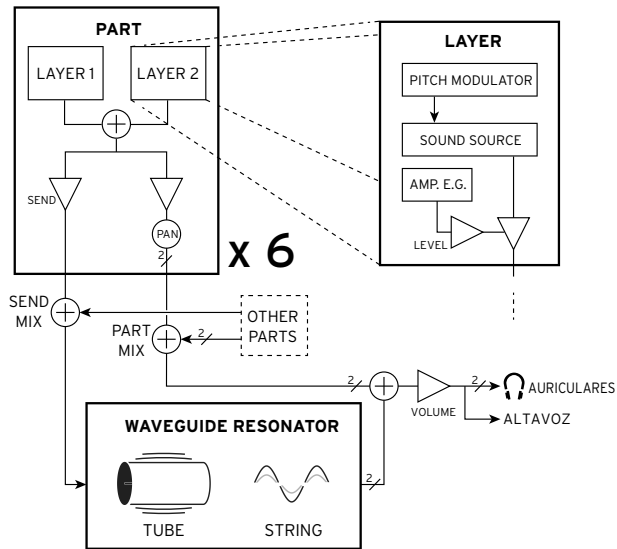 PART
LAYER 1
LAYER 2
SEND
PAN
2
x 6
LAYER
PITCH MODULATOR
SOUND SOURCE
AMP. E.G.
LEVEL
SEND
MIX
PART
MIX
2
OTHER
PARTS
2
VOLUME
2
AURICULARES
ALTAVOZ
WAVEGUIDE RESONATOR
TUBE
STRING
2